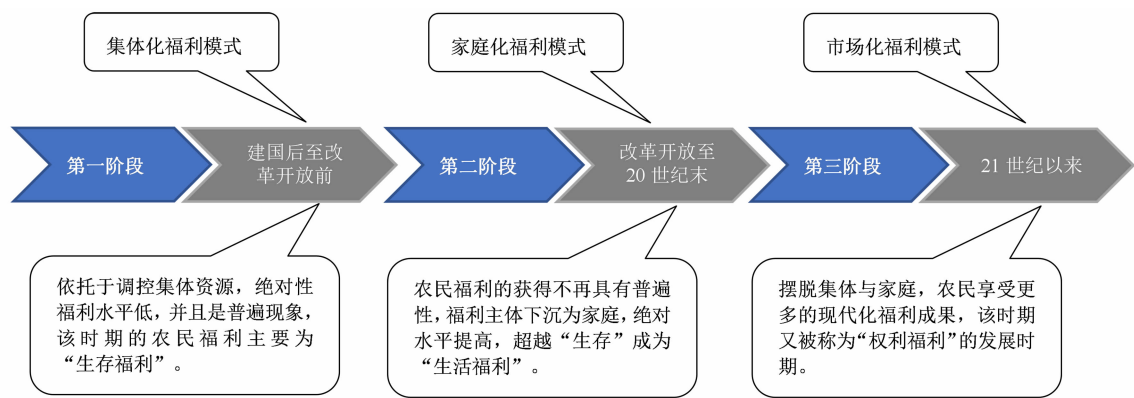 集体化福利模式
家庭化福利模式
市场化福利模式
第一阶段
建国后至改
革开放前
第二阶段
改革开放至
20 世纪末
第三阶段
21 世纪以来
依托于调控集体资源，绝对性
福利水平低，并且是普遍现象，
该时期的农民福利主要为
“生存福利”。
农民福利的获得不再具有普遍
性，福利主体下沉为家庭，绝对
水平提高，超越“生存”成为
“生活福利”。
摆脱集体与家庭，农民享受更
多的现代化福利成果，该时期
又被称为“权利福利”的发展时
期。